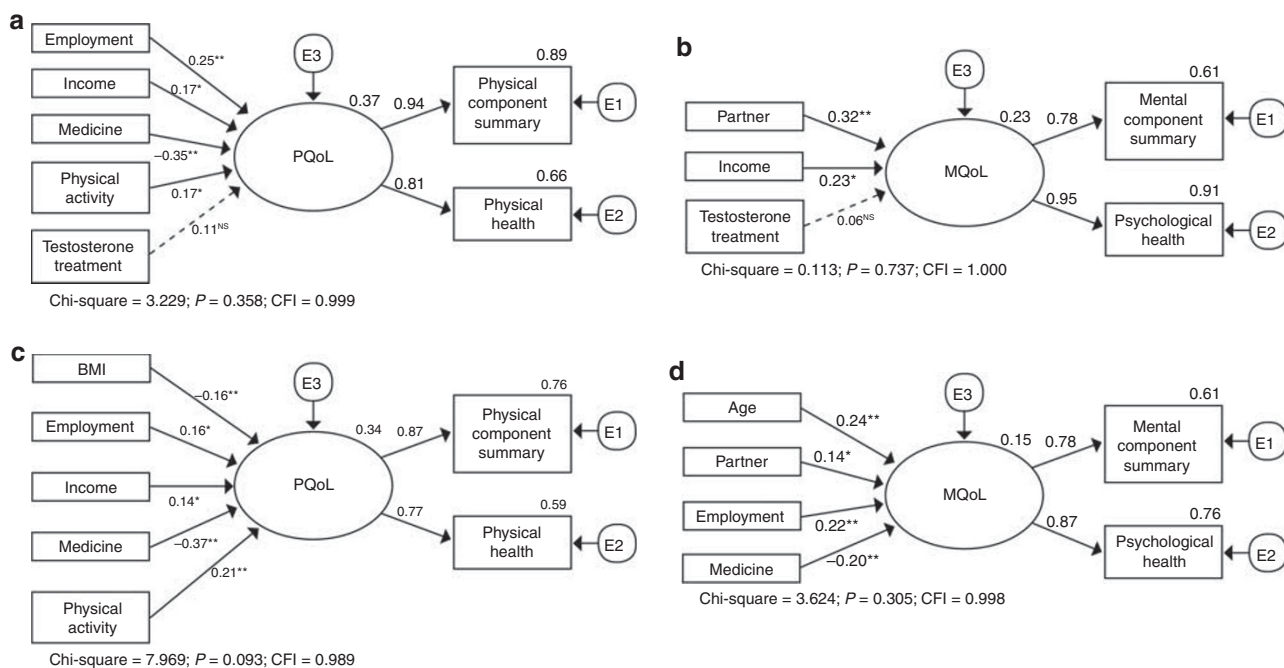 a
Employment
Income
Medicine
Physical
activity
Testosterone
treatment
0.25**
0.17*
–0.35**
0.17*
0.11NS
E3
PQoL
0.37
0.94
0.81
0.89
Physical
component
summary
E1
0.66
Physical
health
E2
Chi-square = 3.229; P = 0.358; CFI = 0.999
b
Partner
Income
Testosterone
treatment
0.32**
0.23*
0.06NS
E3
MQoL
0.23
0.78
0.95
0.61
Mental
component
summary
E1
0.91
Psychological
health
E2
Chi-square = 0.113; P = 0.737; CFI = 1.000
c
BMI
Employment
Income
Medicine
Physical
activity
–0.16**
0.16*
0.14*
–0.37**
0.21**
E3
PQoL
0.34
0.87
0.77
0.76
Physical
component
summary
E1
0.59
Physical
health
E2
Chi-square = 7.969; P = 0.093; CFI = 0.989
d
Age
Partner
Employment
Medicine
0.24**
0.14*
0.22**
–0.20**
E3
MQoL
0.15
0.78
0.87
0.61
Mental
component
summary
E1
0.76
Psychological
health
E2
Chi-square = 3.624; P = 0.305; CFI = 0.998